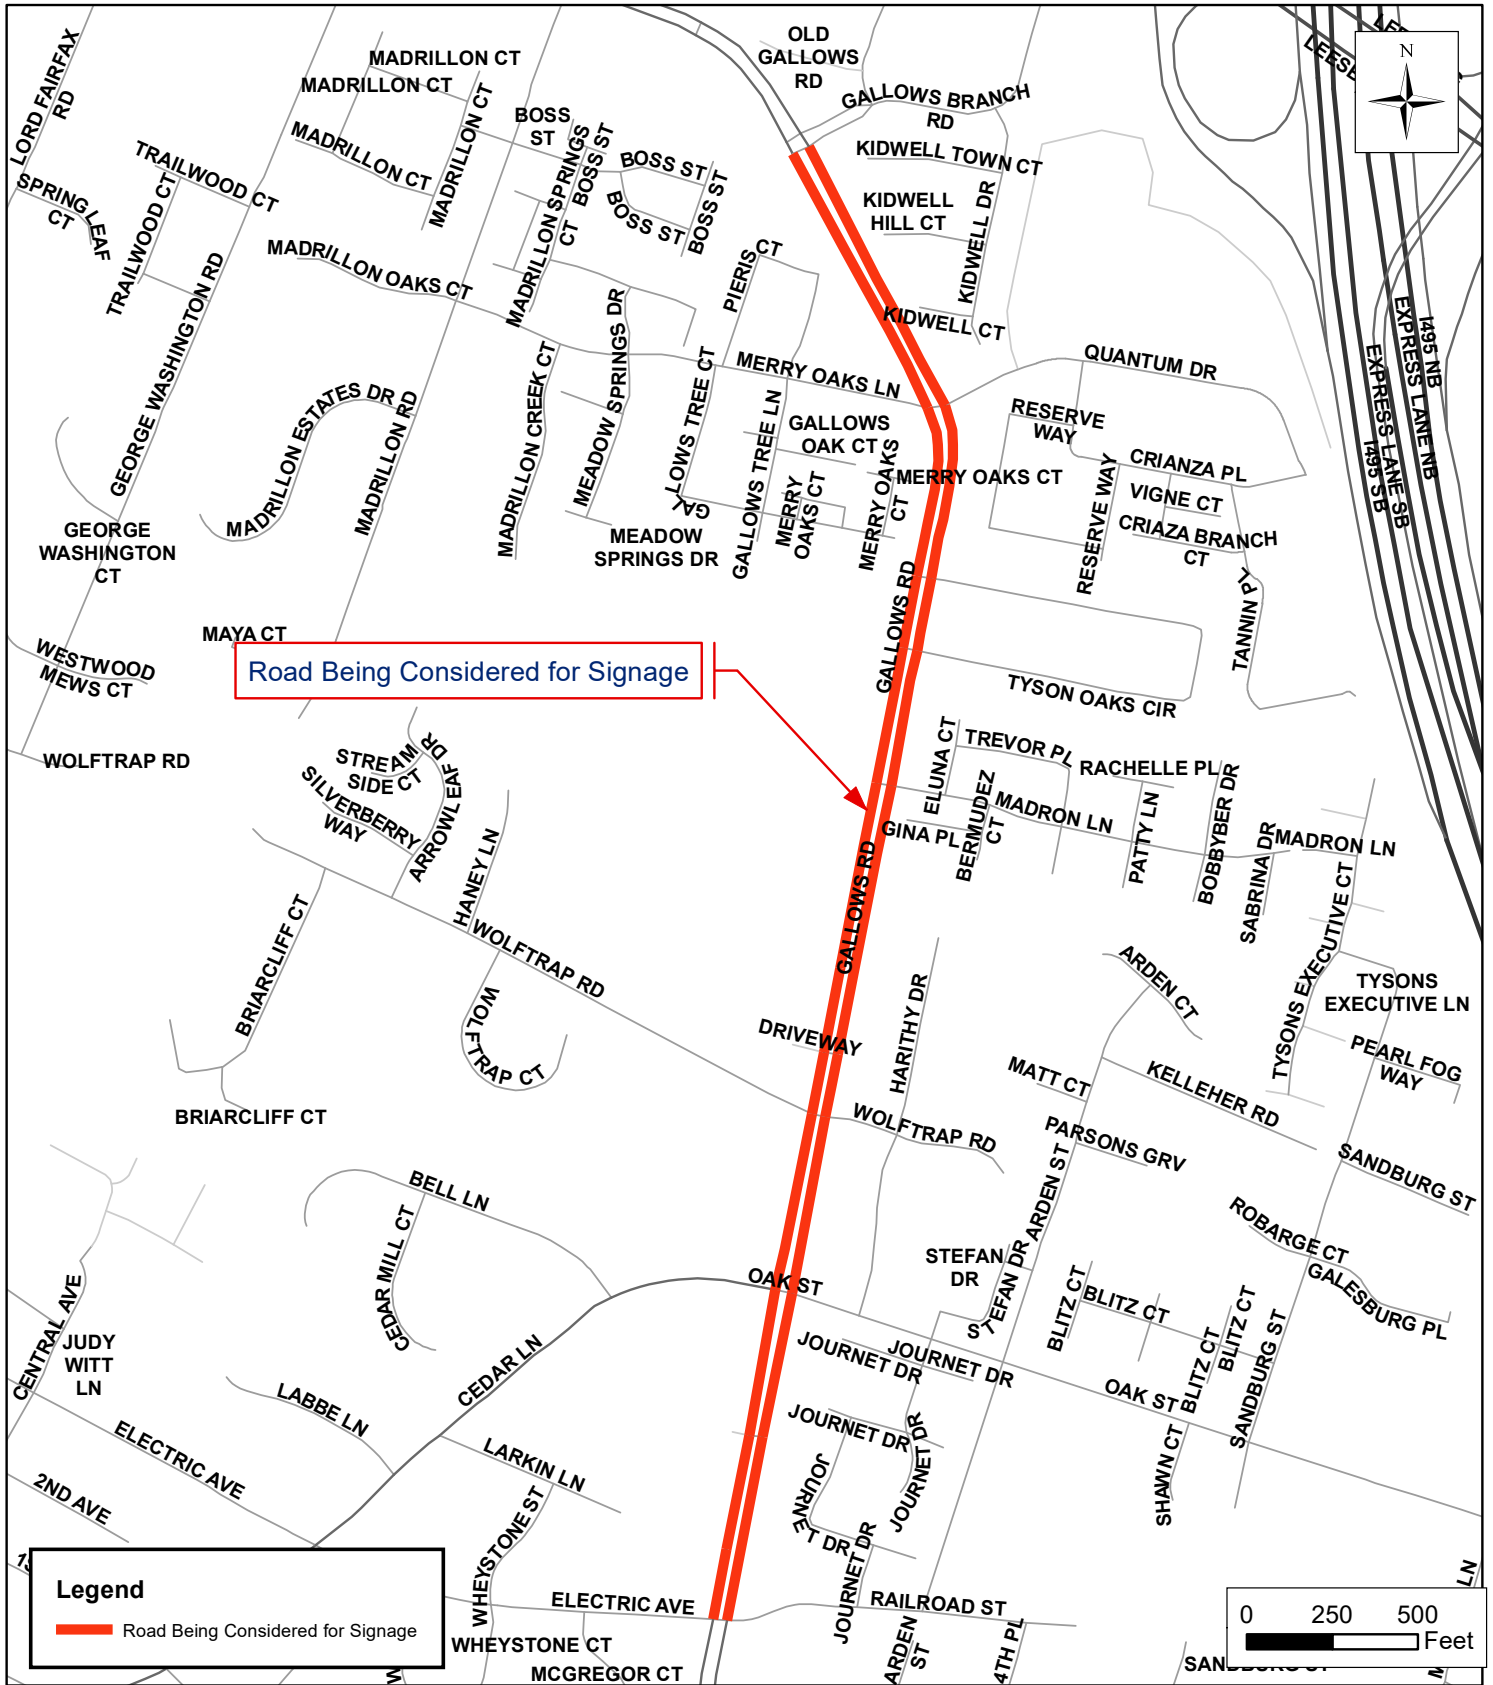 OLD
GALLOWS
RD
LORD FAIRFAX
RD
MADRILLON CT
MADRILLON CT
MADRILLON CT
MADRILLON CT
BOSS
ST
BOSS ST
BOSS ST
BOSS ST
BOSS ST
GALLOWS BRANCH
RD
N
KIDWELL TOWN CT
KIDWELL
HILL CT
KIDWELL DR
KIDWELL CT
TRAILWOOD CT
TRAILWOOD CT
SPRING LEAF
CT
MADRILLON SPRINGS
CT
MADRILLON OAKS CT
PIERIS CT
GEORGE WASHINGTON RD
MEADOW SPRINGS DR
MERRY OAKS LN
QUANTUM DR
I495 NB
EXPRESS LANE NB
EXPRESS LANE SB
I495 SB
MADRILLON ESTATES DR
MADRILLON RD
MADRILLON CREEK CT
GALLOWS TREE CT
GALLOWS TREE LN
GALLOWS
OAK CT
MERRY
OAKS CT
MERRY OAKS
CT
MERRY OAKS CT
RESERVE
WAY
RESERVE WAY
CRIANZA PL
VIGNE CT
CRIAZA BRANCH
CT
TANNIN PL
GEORGE
WASHINGTON
CT
MEADOW
SPRINGS DR
GALLOWS RD
MAYA CT
WESTWOOD
MEWS CT
Road Being Considered for Signage
TYSON OAKS CIR
WOLFTRAP RD
STREAM
SIDE CT
SILVERBERRY
WAY
ARROWLEAF DR
HANEY LN
ELUNA CT
TREVOR PL
RACHELLE PL
BERMUDEZ
CT
MADRON LN
GINA PL
PATTY LN
BOBBYBER DR
SABRINA DR
MADRON LN
GALLOWS RD
TYSONS EXECUTIVE CT
BRIARCLIFF CT
WOLFTRAP RD
WOLFTRAP CT
ARDEN CT
TYSONS
EXECUTIVE LN
DRIVEWAY
HARITHY DR
MATT CT
KELLEHER RD
PEARL FOG
WAY
BRIARCLIFF CT
WOLFTRAP RD
PARSONS GRV
ARDEN ST
SANDBURG ST
BELL LN
CEDAR MILL CT
ROBARGE CT
GALESBURG PL
STEFAN
DR
STEFAN DR
OAK ST
BLITZ CT
BLITZ CT
BLITZ CT
BLITZ CT
SANDBURG ST
CENTRAL AVE
JUDY
WITT
LN
CEDAR LN
JOURNET DR
JOURNET DR
OAK ST
LABBE LN
ELECTRIC AVE
2ND AVE
LARKIN LN
JOURNET DR
JOURNET DR
JOURNET DR
SHAWN CT
WHEYSTONE ST
JOURNET DR
ELECTRIC AVE
RAILROAD ST
WHEYSTONE CT
MCGREGOR CT
ARDEN
ST
4TH PL
LN
Legend
Road Being Considered for Signage
0 250 500
Feet